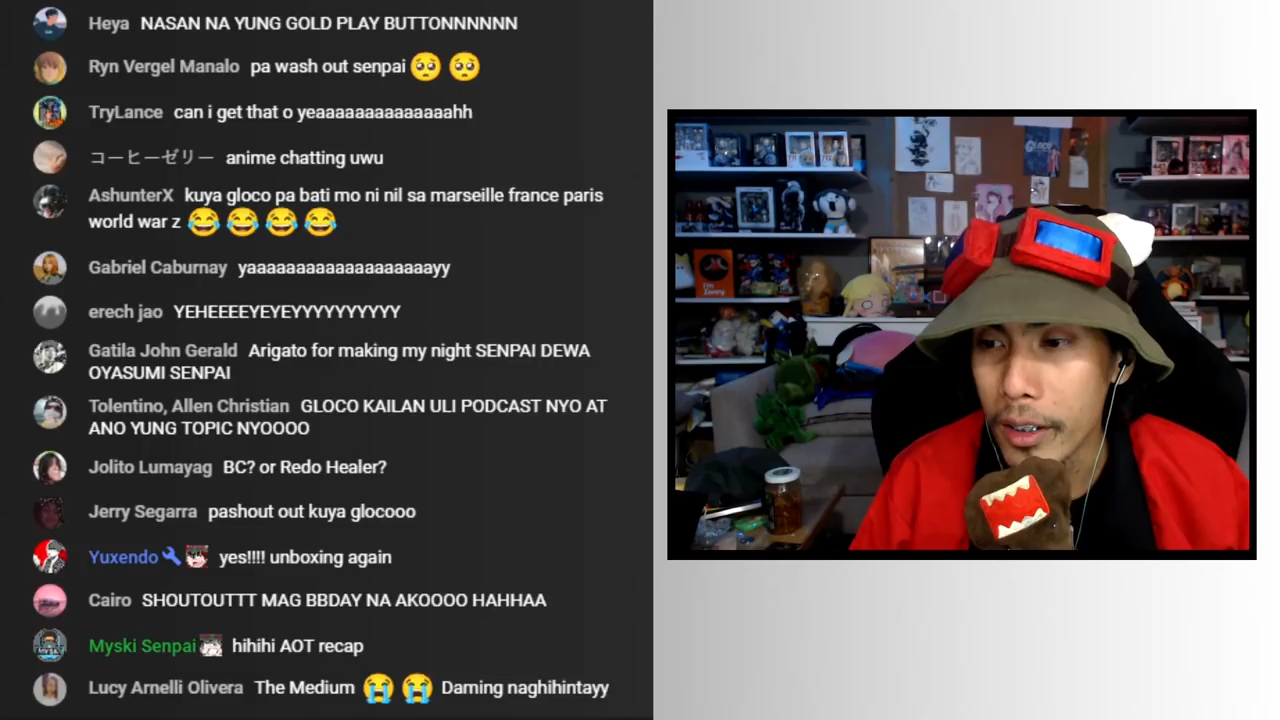 Heya NASAN NA YUNG GOLD PLAY BUTTONNNNNN
Ryn Vergel Manalo pa wash out senpai 🥺 🥺
TryLance can i get that o yeaaaaaaaaaaaaaahh
コーヒーゼリー anime chatting uwu
AshunterX kuya gloco pa bati mo ni nil sa marseille france paris
world war z 😂 😂 😂 😂
Gabriel Caburnay yaaaaaaaaaaaaaaaaaaayy
erech jao YEHEEEEYEYEYYYYYYYYYY
Gatila John Gerald Arigato for making my night SENPAI DEWA
OYASUMI SENPAI
Tolentino, Allen Christian GLOCO KAILAN ULI PODCAST NYO AT
ANO YUNG TOPIC NYOOOO
Jolito Lumayag BC? or Redo Healer?
Jerry Segarra pashout out kuya glocooo
Yuxendo yes!!!! unboxing again
Cairo SHOUTOUTTT MAG BBDAY NA AKOOOO HAHHAA
Myski Senpai hihihi AOT recap
Lucy Arnelli Olivera The Medium 😭 😭 Daming naghihintayy